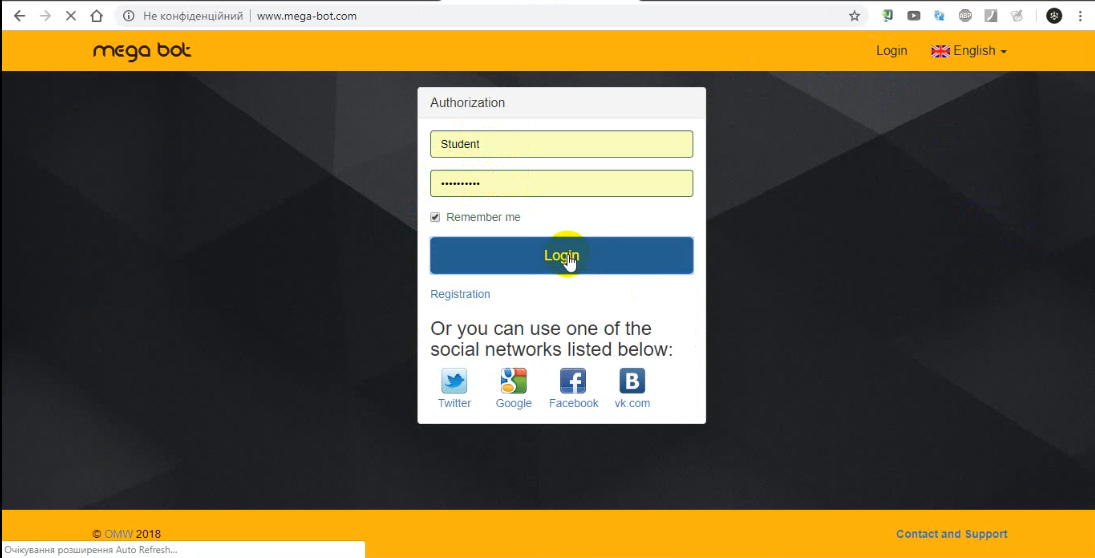 Не конфіденційний www.mega-bot.com
ABP
mega bot
Login English
Authorization
Student
••••••••••
Remember me
Login
Registration
Or you can use one of the
social networks listed below:
B
Twitter Google Facebook vk.com
© OMW 2018
Contact and Support
Очікування розширення Auto Refresh...